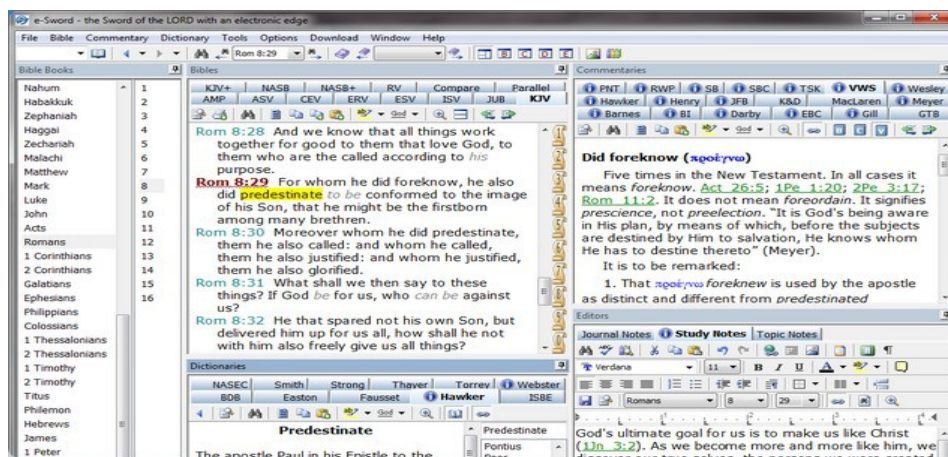 e-Sword - the Sword of the LORD with an electronic edge
File Bible Commentary Dictionary Tools Options Download Window Help
Rom 8:29
B C D E
Bible Books
Nahum
Habakkuk
Zephaniah
Haggai
Zechariah
Malachi
Matthew
Mark
Luke
John
Acts
Romans
1 Corinthians
2 Corinthians
Galatians
Ephesians
Philippians
Colossians
1 Thessalonians
2 Thessalonians
1 Timothy
2 Timothy
Titus
Philemon
Hebrews
James
1 Peter
1
2
3
4
5
6
7
8
9
10
11
12
13
14
15
16
Bibles
KJV+ NASB NASB+ RV Compare Parallel
AMP ASV CEV ERV ESV ISV JUB KJV
God
Rom 8:28 And we know that all things work
together for good to them that love God, to
them who are the called according to his
purpose.
Rom 8:29 For whom he did foreknow, he also
did predestinate to be conformed to the image
of his Son, that he might be the firstborn
among many brethren.
Rom 8:30 Moreover whom he did predestinate,
them he also called: and whom he called,
them he also justified: and whom he justified,
them he also glorified.
Rom 8:31 What shall we then say to these
things? If God be for us, who can be against
us?
Rom 8:32 He that spared not his own Son, but
delivered him up for us all, how shall he not
with him also freely give us all things?
Dictionaries
NASEC Smith Strong Thayer Torrey Webster
BDB Easton Fausset Hawker ISBE
God
Predestinate
The apostle Paul in his Epistle to the
Predestinate
Pontius
Commentaries
PNT RWP SB SBC TSK VWS Wesley
Hawker Henry JFB K&D MacLaren Meyer
Barnes BI Darby EBC Gill GTB
God
B C V
Did foreknow (προέγνω)
Five times in the New Testament. In all cases it
means foreknow. Act 26:5; 1Pe 1:20; 2Pe 3:17;
Rom 11:2. It does not mean foreordain. It signifies
prescience, not preelection. “It is God's being aware
in His plan, by means of which, before the subjects
are destined by Him to salvation, He knows whom
He has to destine thereto” (Meyer).
It is to be remarked:
1. That προέγνω foreknew is used by the apostle
as distinct and different from predestinated
Editors
Journal Notes Study Notes Topic Notes
Verdana 11 B I U A
Romans 8 29
God's ultimate goal for us is to make us like Christ
(1Jn 3:2). As we become more and more like him, we